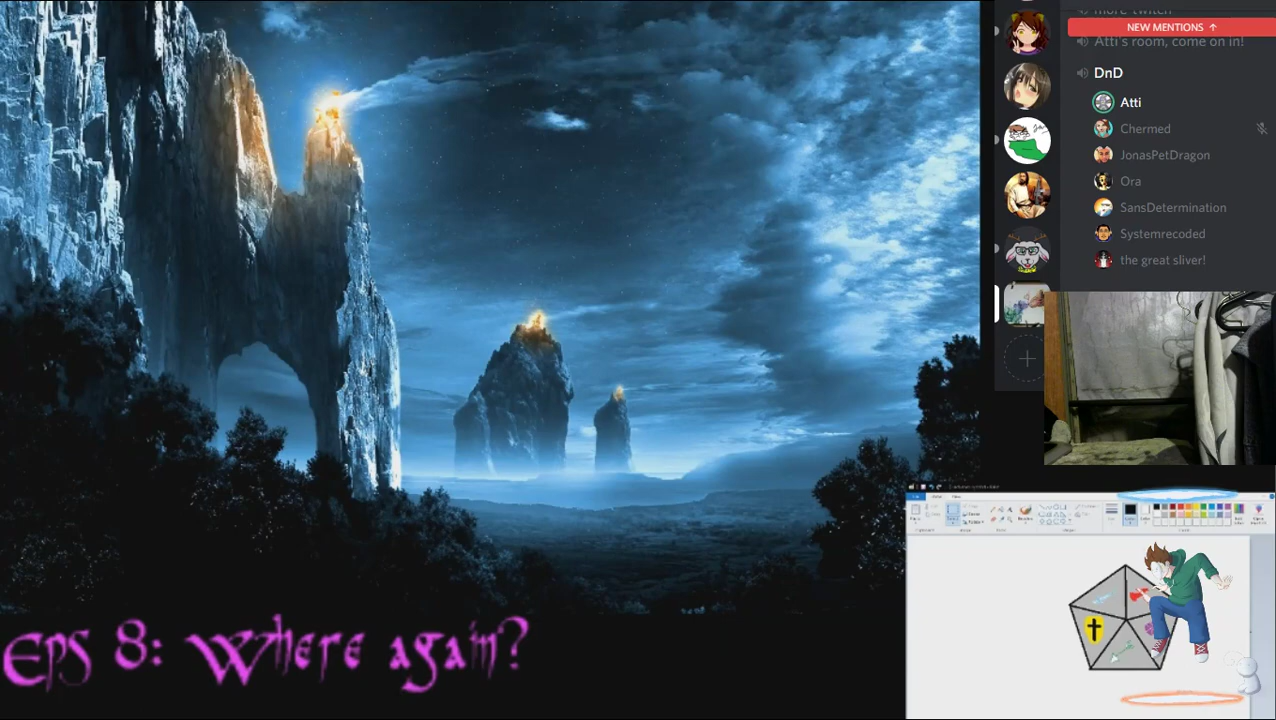 more twitch
NEW MENTIONS ↑
Atti's room, come on in!
DnD
Atti
Chermed
JonasPetDragon
Ora
SansDetermination
Systemrecoded
the great sliver!
Eps 8: Where again?